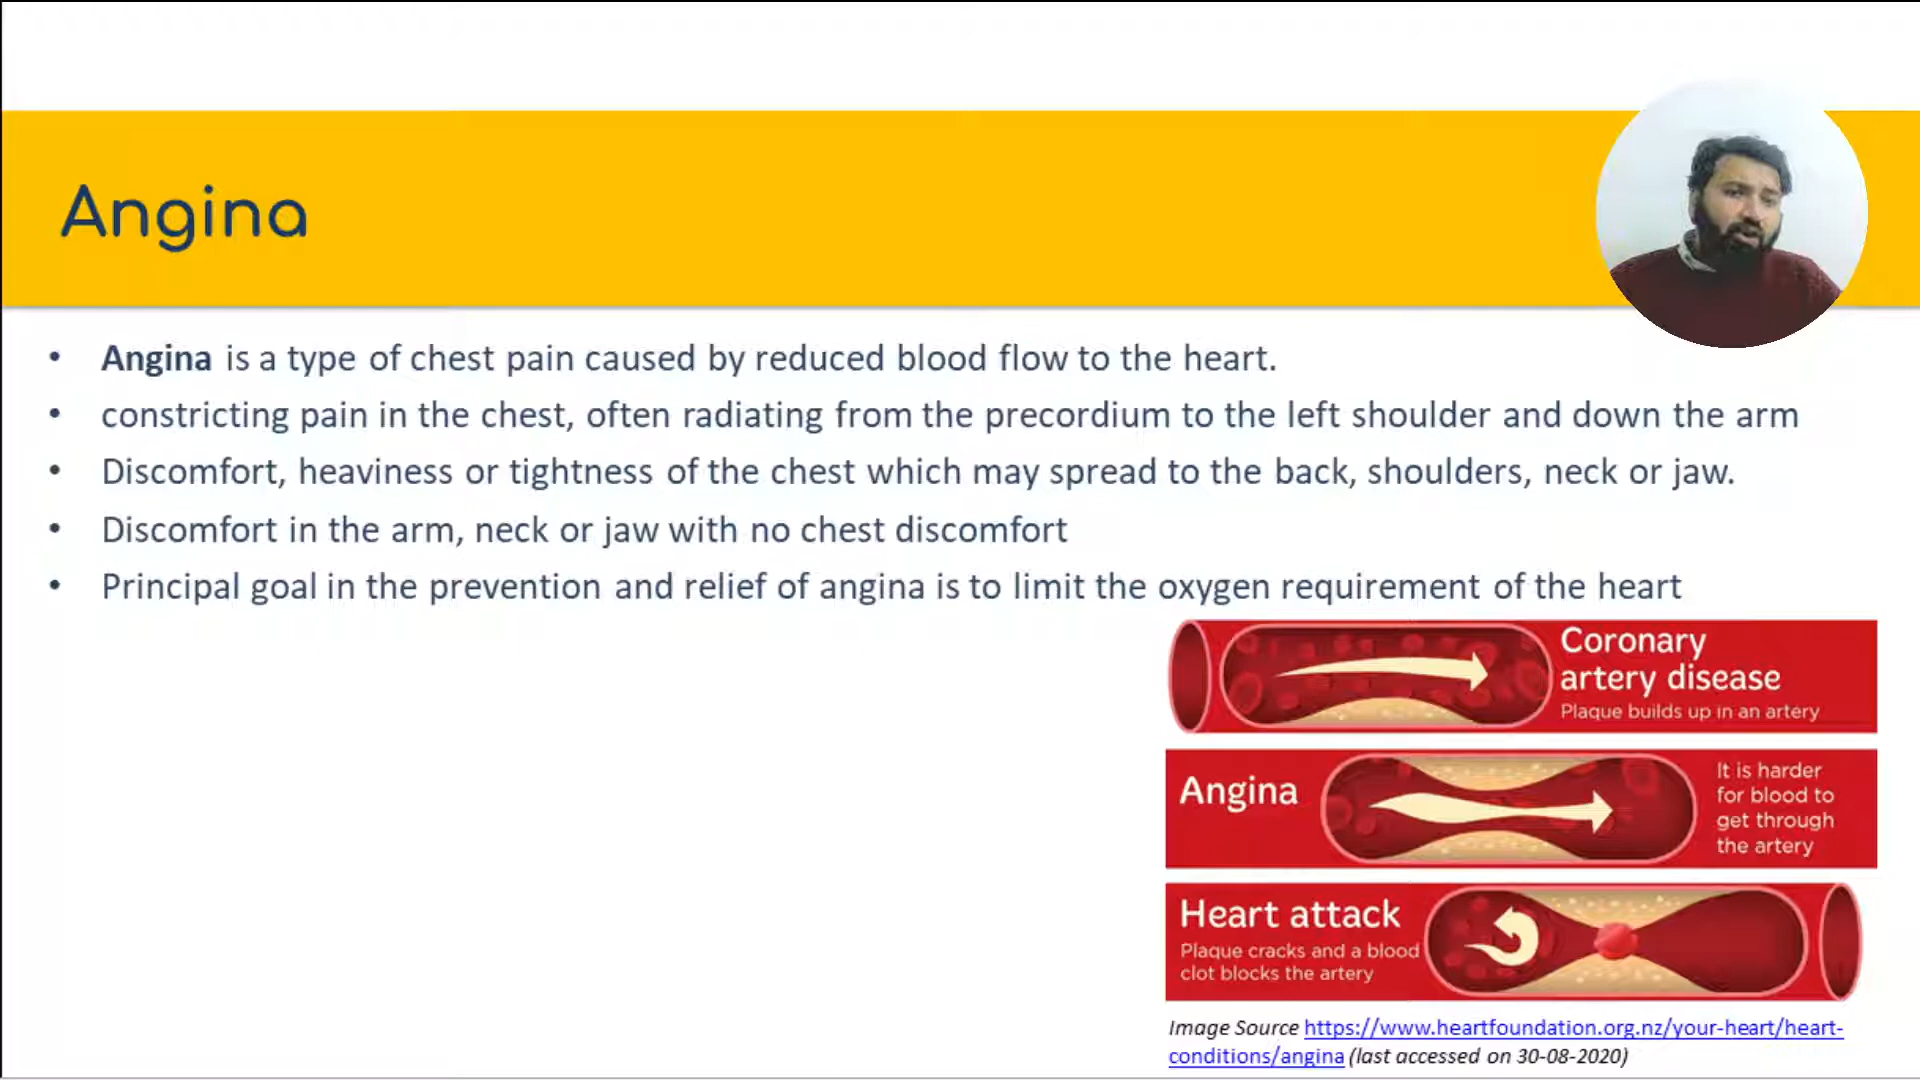 Angina
• Angina is a type of chest pain caused by reduced blood flow to the heart.
• constricting pain in the chest, often radiating from the precordium to the left shoulder and down the arm
• Discomfort, heaviness or tightness of the chest which may spread to the back, shoulders, neck or jaw.
• Discomfort in the arm, neck or jaw with no chest discomfort
• Principal goal in the prevention and relief of angina is to limit the oxygen requirement of the heart
Coronary
artery disease
Plaque builds up in an artery
Angina
It is harder
for blood to
get through
the artery
Heart attack
Plaque cracks and a blood
clot blocks the artery
Image Source https://www.heartfoundation.org.nz/your-heart/heart-
conditions/angina (last accessed on 30-08-2020)